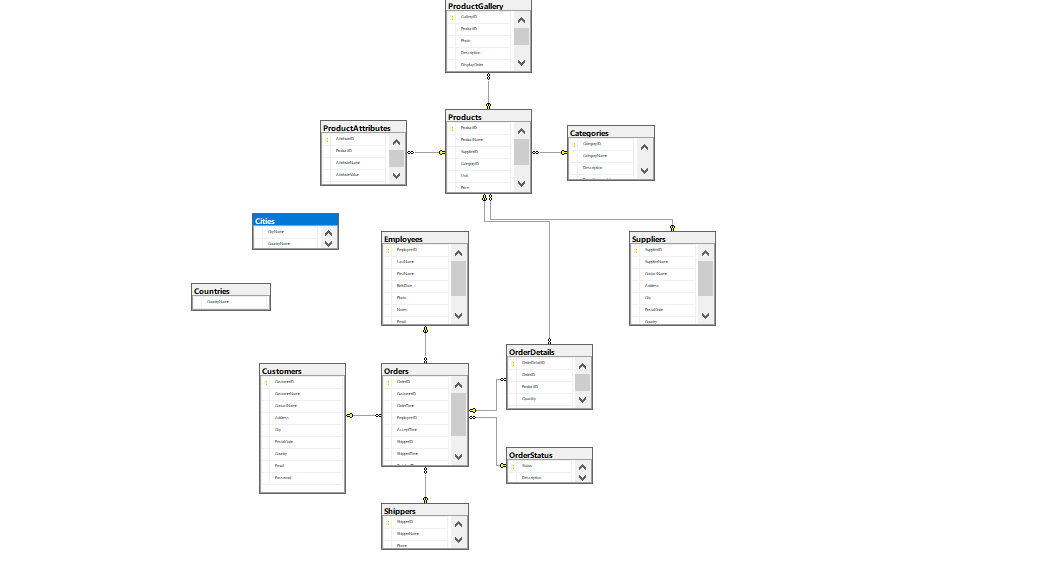 ProductGallery
GalleryID
ProductID
Photo
Description
DisplayOrder
Products
ProductID
ProductName
SupplierID
CategoryID
Unit
Price
ProductAttributes
AttributeID
ProductID
AttributeName
AttributeValue
Categories
CategoryID
CategoryName
Description
Cities
CityName
CountryName
Employees
EmployeeID
LastName
FirstName
BirthDate
Photo
Notes
Email
Suppliers
SupplierID
SupplierName
ContactName
Address
City
PostalCode
Country
Countries
CountryName
OrderDetails
OrderDetailID
OrderID
ProductID
Quantity
Customers
CustomerID
CustomerName
ContactName
Address
City
PostalCode
Country
Email
Password
Orders
OrderID
CustomerID
OrderTime
EmployeeID
AcceptTime
ShipperID
ShippedTime
OrderStatus
Status
Description
Shippers
ShipperID
ShipperName
Phone